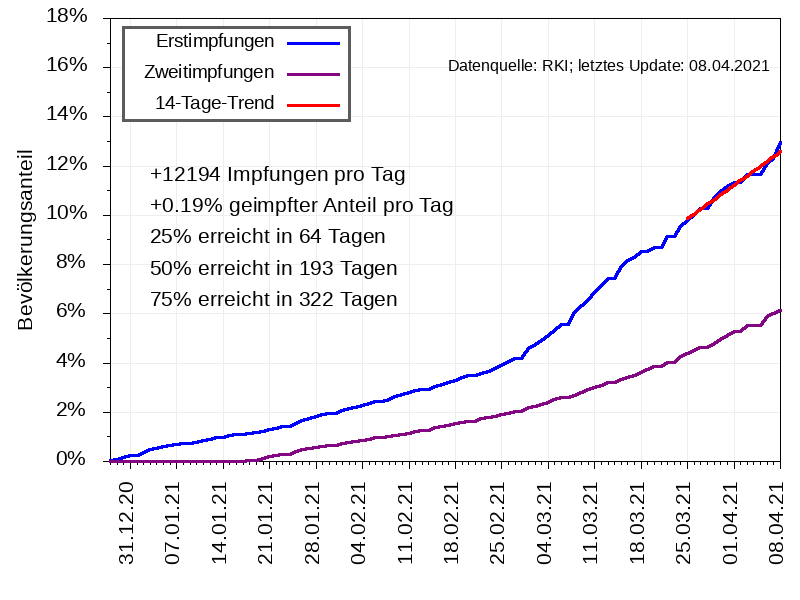 18%
16%
14%
12%
10%
8%
6%
4%
2%
0%
Bevölkerungsanteil
Erstimpfungen
Zweitimpfungen
14-Tage-Trend
Datenquelle: RKI; letztes Update: 08.04.2021
+12194 Impfungen pro Tag
+0.19% geimpfter Anteil pro Tag
25% erreicht in 64 Tagen
50% erreicht in 193 Tagen
75% erreicht in 322 Tagen
31.12.20
07.01.21
14.01.21
21.01.21
28.01.21
04.02.21
11.02.21
18.02.21
25.02.21
04.03.21
11.03.21
18.03.21
25.03.21
01.04.21
08.04.21